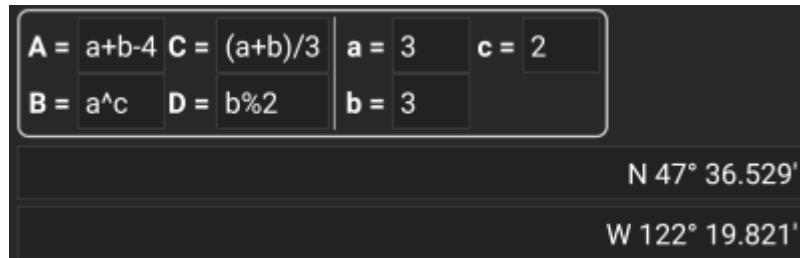 A = a+b-4 C = (a+b)/3 a = 3 c = 2
B = a^c D = b%2 b = 3
N 47° 36.529'
W 122° 19.821'